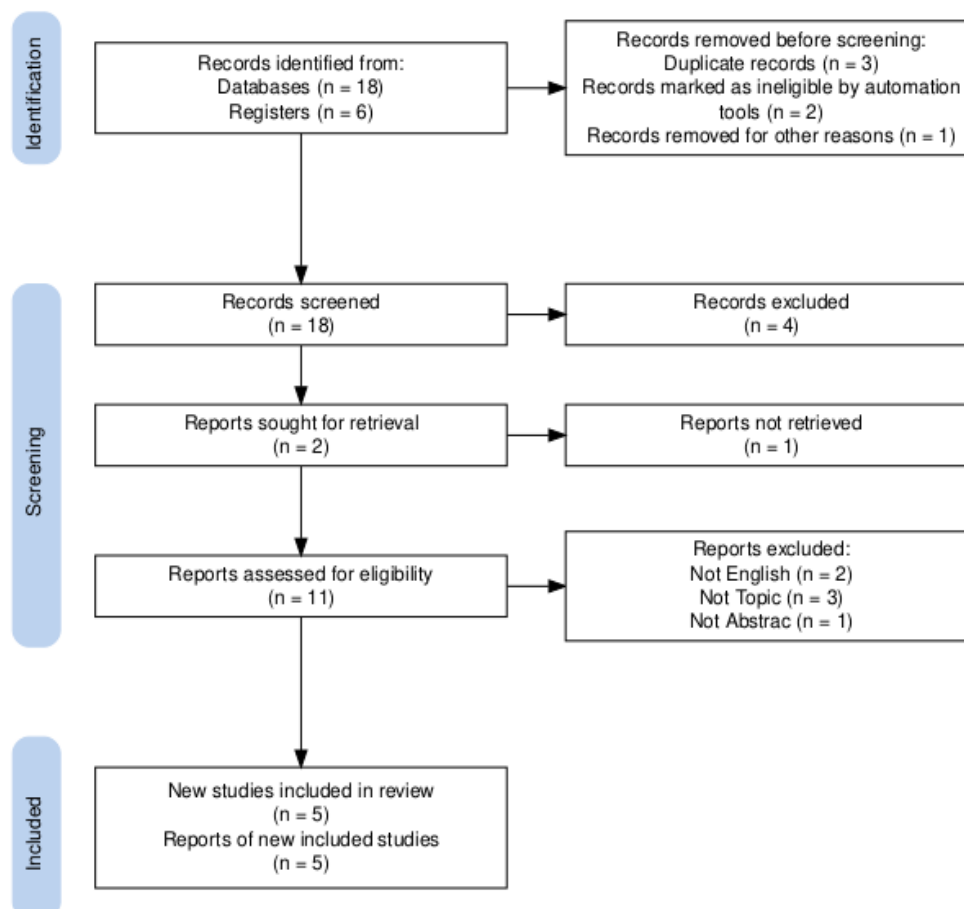 Identification
Records identified from:
Databases (n = 18)
Registers (n = 6)
Records removed before screening:
Duplicate records (n = 3)
Records marked as ineligible by automation
tools (n = 2)
Records removed for other reasons (n = 1)
Screening
Records screened
(n = 18)
Records excluded
(n = 4)
Reports sought for retrieval
(n = 2)
Reports not retrieved
(n = 1)
Reports assessed for eligibility
(n = 11)
Reports excluded:
Not English (n = 2)
Not Topic (n = 3)
Not Abstrac (n = 1)
Included
New studies included in review
(n = 5)
Reports of new included studies
(n = 5)